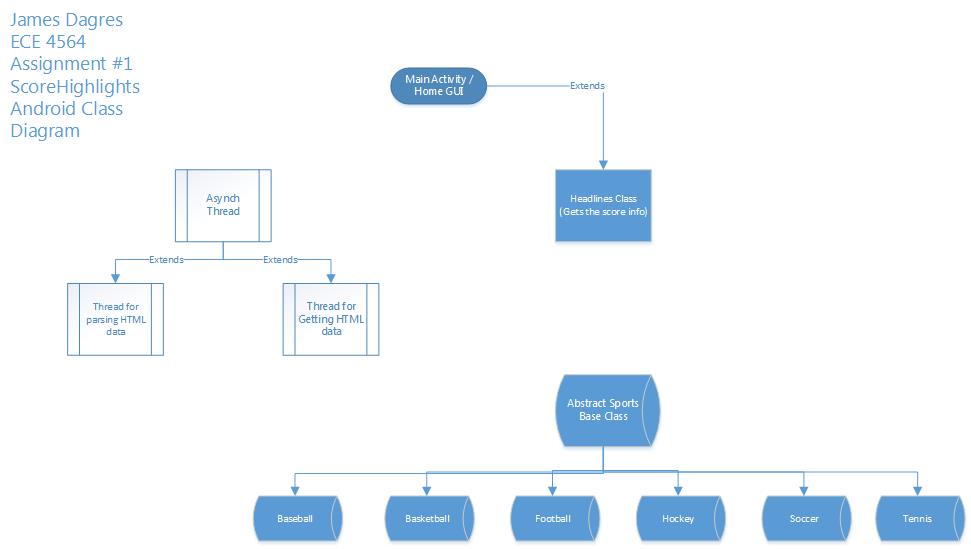 James Dagres
ECE 4564
Assignment #1
ScoreHighlights
Android Class
Diagram
Main Activity /
Home GUI
Extends
Asynch
Thread
Headlines Class
(Gets the score info)
Extends
Extends
Thread for
parsing HTML
data
Thread for
Getting HTML
data
Abstract Sports
Base Class
Baseball
Basketball
Football
Hockey
Soccer
Tennis